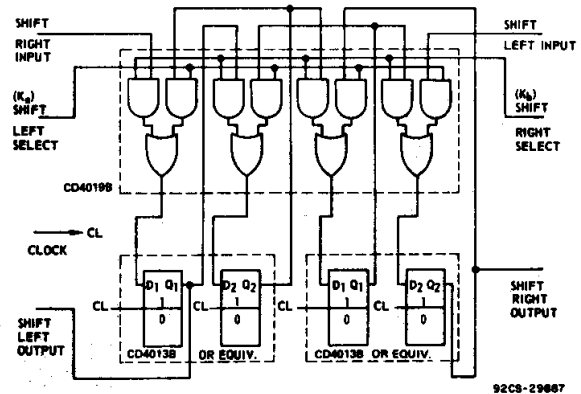 SHIFT
RIGHT
INPUT
SHIFT
LEFT INPUT
(Ka)
SHIFT
LEFT
SELECT
(Kb)
SHIFT
RIGHT
SELECT
CD4019B
CL
CLOCK
D1 Q1
1
0
CL
D2 Q2
1
0
CL
D1 Q1
1
0
CL
D2 Q2
1
0
CL
SHIFT
LEFT
OUTPUT
SHIFT
RIGHT
OUTPUT
CD4013B OR EQUIV.
CD4013B OR EQUIV.
92CS-29887